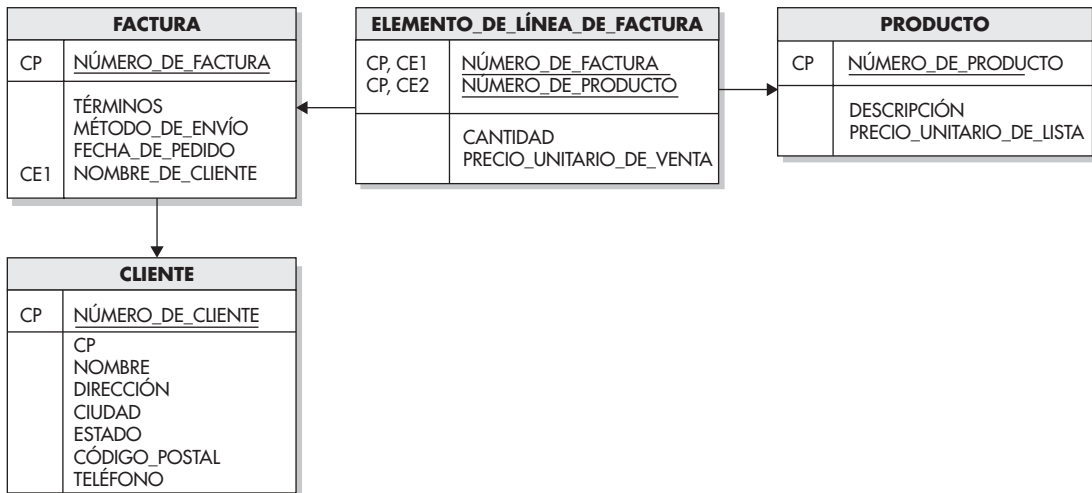 FACTURA
CP NÚMERO_DE_FACTURA
TÉRMINOS
MÉTODO_DE_ENVÍO
FECHA_DE_PEDIDO
CE1 NOMBRE_DE_CLIENTE
ELEMENTO_DE_LÍNEA_DE_FACTURA
CP, CE1 NÚMERO_DE_FACTURA
CP, CE2 NÚMERO_DE_PRODUCTO
CANTIDAD
PRECIO_UNITARIO_DE_VENTA
PRODUCTO
CP NÚMERO_DE_PRODUCTO
DESCRIPCIÓN
PRECIO_UNITARIO_DE_LISTA
CLIENTE
CP NÚMERO_DE_CLIENTE
CP
NOMBRE
DIRECCIÓN
CIUDAD
ESTADO
CÓDIGO_POSTAL
TELÉFONO